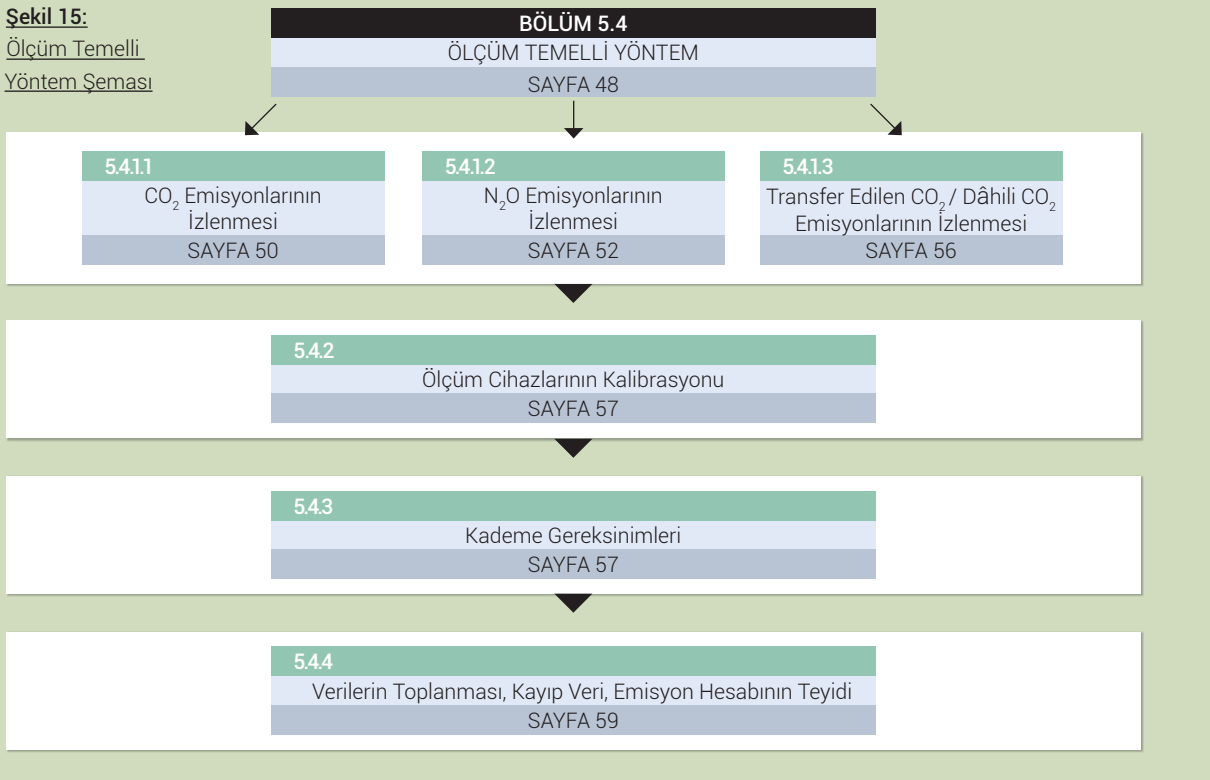 Şekil 15:
Ölçüm Temelli
Yöntem Şeması
BÖLÜM 5.4
ÖLÇÜM TEMELLİ YÖNTEM
SAYFA 48
5.4.1.1
CO₂ Emisyonlarının
İzlenmesi
SAYFA 50
5.4.1.2
N₂O Emisyonlarının
İzlenmesi
SAYFA 52
5.4.1.3
Transfer Edilen CO₂ / Dâhili CO₂
Emisyonlarının İzlenmesi
SAYFA 56
5.4.2
Ölçüm Cihazlarının Kalibrasyonu
SAYFA 57
5.4.3
Kademe Gereksinimleri
SAYFA 57
5.4.4
Verilerin Toplanması, Kayıp Veri, Emisyon Hesabının Teyidi
SAYFA 59